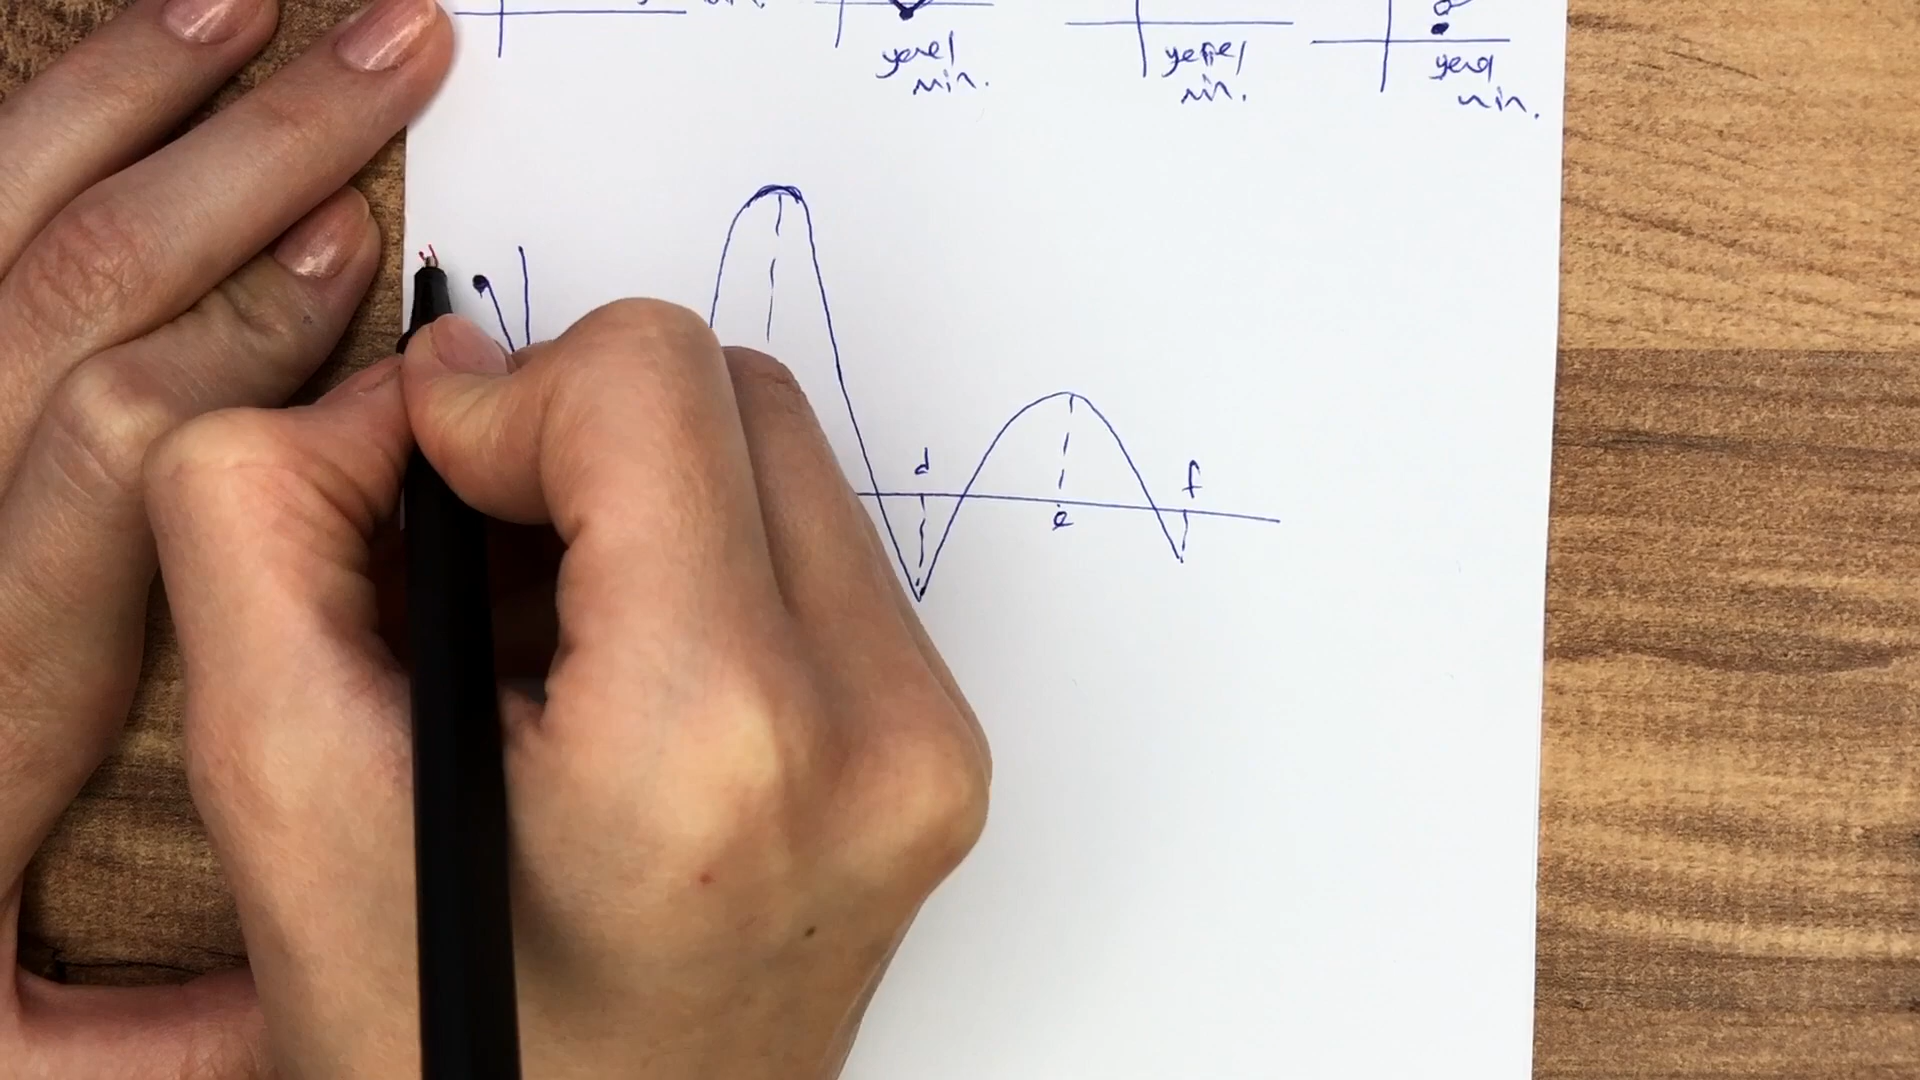 yerel
min.
yerel
min.
yerel
min.
d
f
e